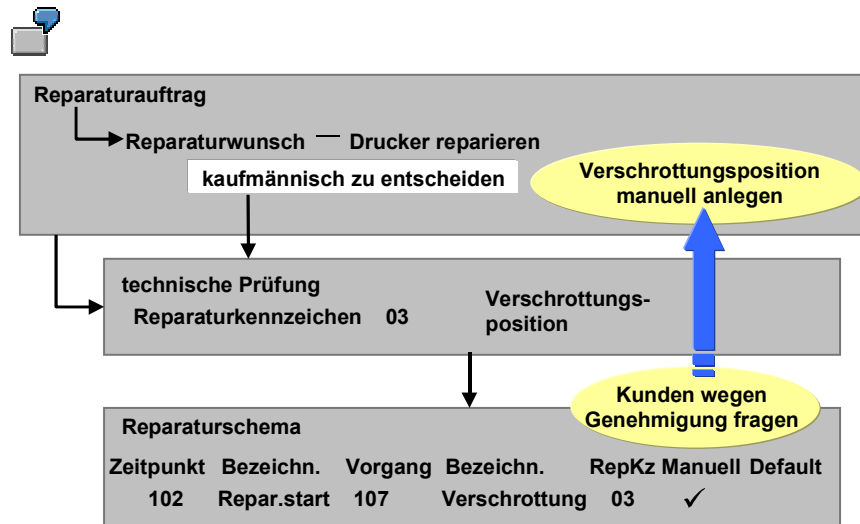 Reparaturauftrag
Reparaturwunsch — Drucker reparieren
kaufmännisch zu entscheiden
Verschrottungsposition
manuell anlegen
technische Prüfung
Reparaturkennzeichen 03
Verschrottungs-
position
Kunden wegen
Genehmigung fragen
Reparaturschema
Zeitpunkt Bezeichn. Vorgang Bezeichn. RepKz Manuell Default
102 Repar.start 107 Verschrottung 03 ✓